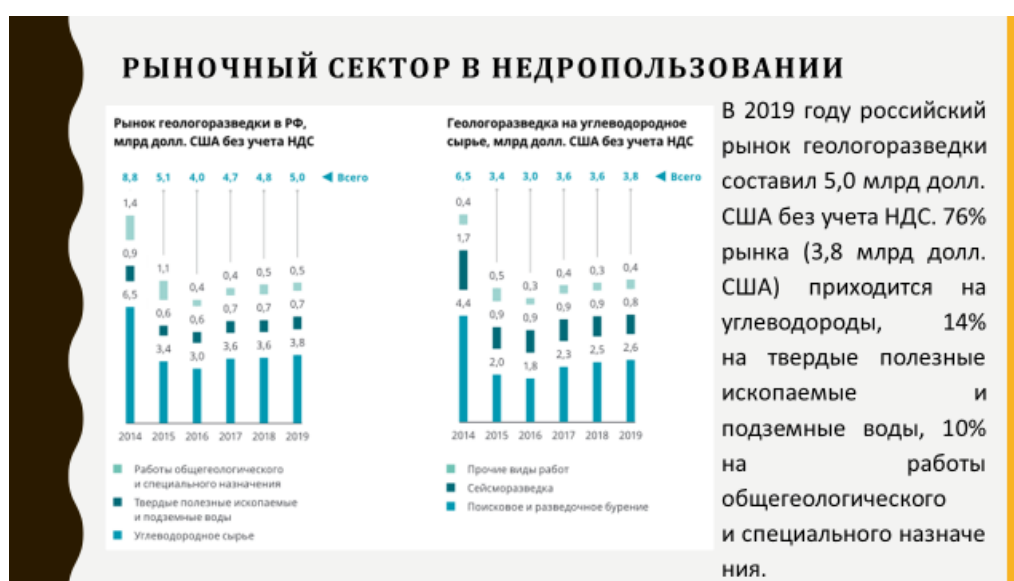 РЫНОЧНЫЙ СЕКТОР В НЕДРОПОЛЬЗОВАНИИ
Рынок геологоразведки в РФ,
млрд долл. США без учета НДС
8,8 5,1 4,0 4,7 4,8 5,0 ◀ Всего
1,4
0,9
6,5
1,1
0,6
3,4
0,4
0,6
3,0
0,4
0,7
3,6
0,5
0,7
3,6
0,5
0,7
3,8
2014 2015 2016 2017 2018 2019
Работы общегеологического
и специального назначения
Твердые полезные ископаемые
и подземные воды
Углеводородное сырье
Геологоразведка на углеводородное
сырье, млрд долл. США без учета НДС
6,5 3,4 3,0 3,6 3,6 3,8 ◀ Всего
0,4
1,7
4,4
0,5
0,9
2,0
0,3
0,9
1,8
0,4
0,9
2,3
0,3
0,9
2,5
0,4
0,8
2,6
2014 2015 2016 2017 2018 2019
Прочие виды работ
Сейсморазведка
Поисковое и разведочное бурение
В 2019 году российский
рынок геологоразведки
составил 5,0 млрд долл.
США без учета НДС. 76%
рынка (3,8 млрд долл.
США) приходится на
углеводороды, 14%
на твердые полезные
ископаемые и
подземные воды, 10%
на работы
общегеологического
и специального назначе
ния.